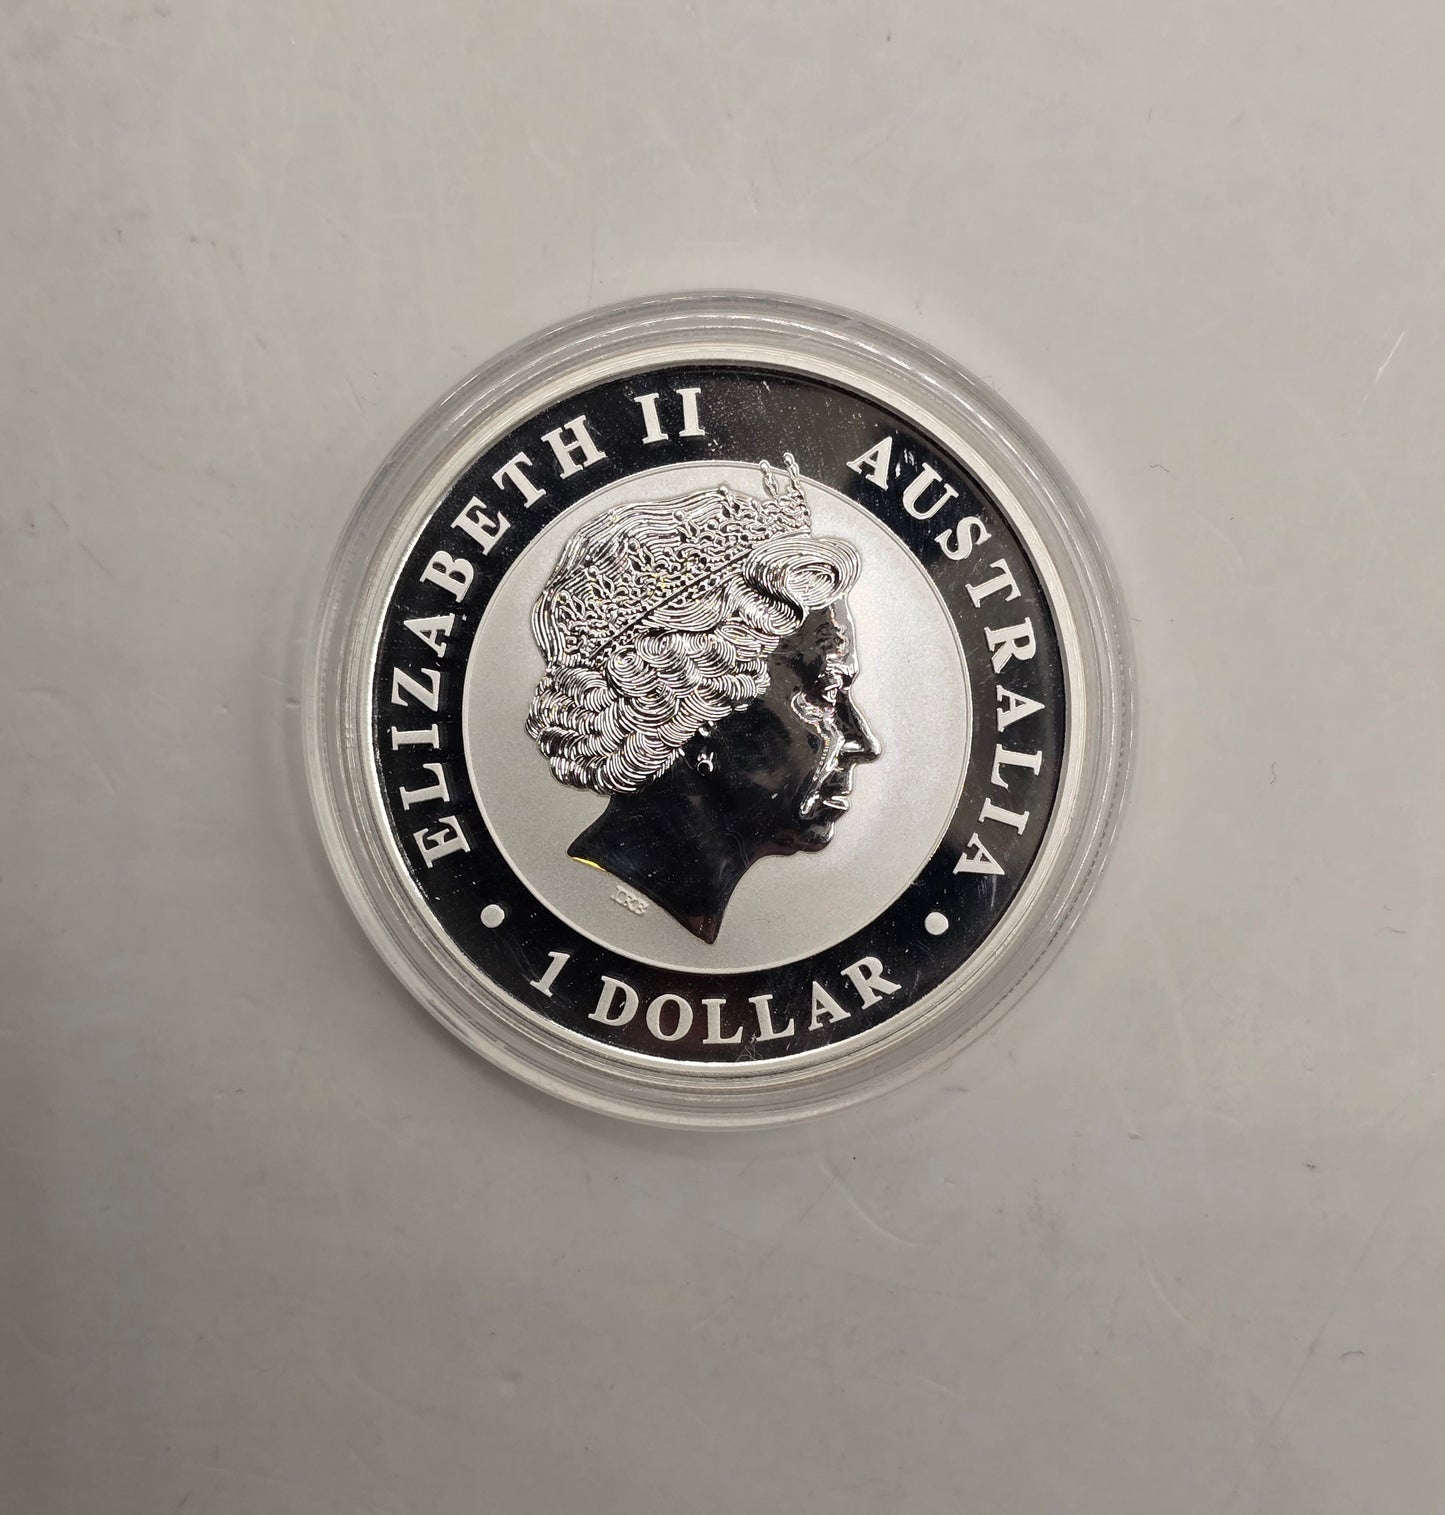 ELIZABETH II AUSTRALIA
• 1 DOLLAR •
IRB